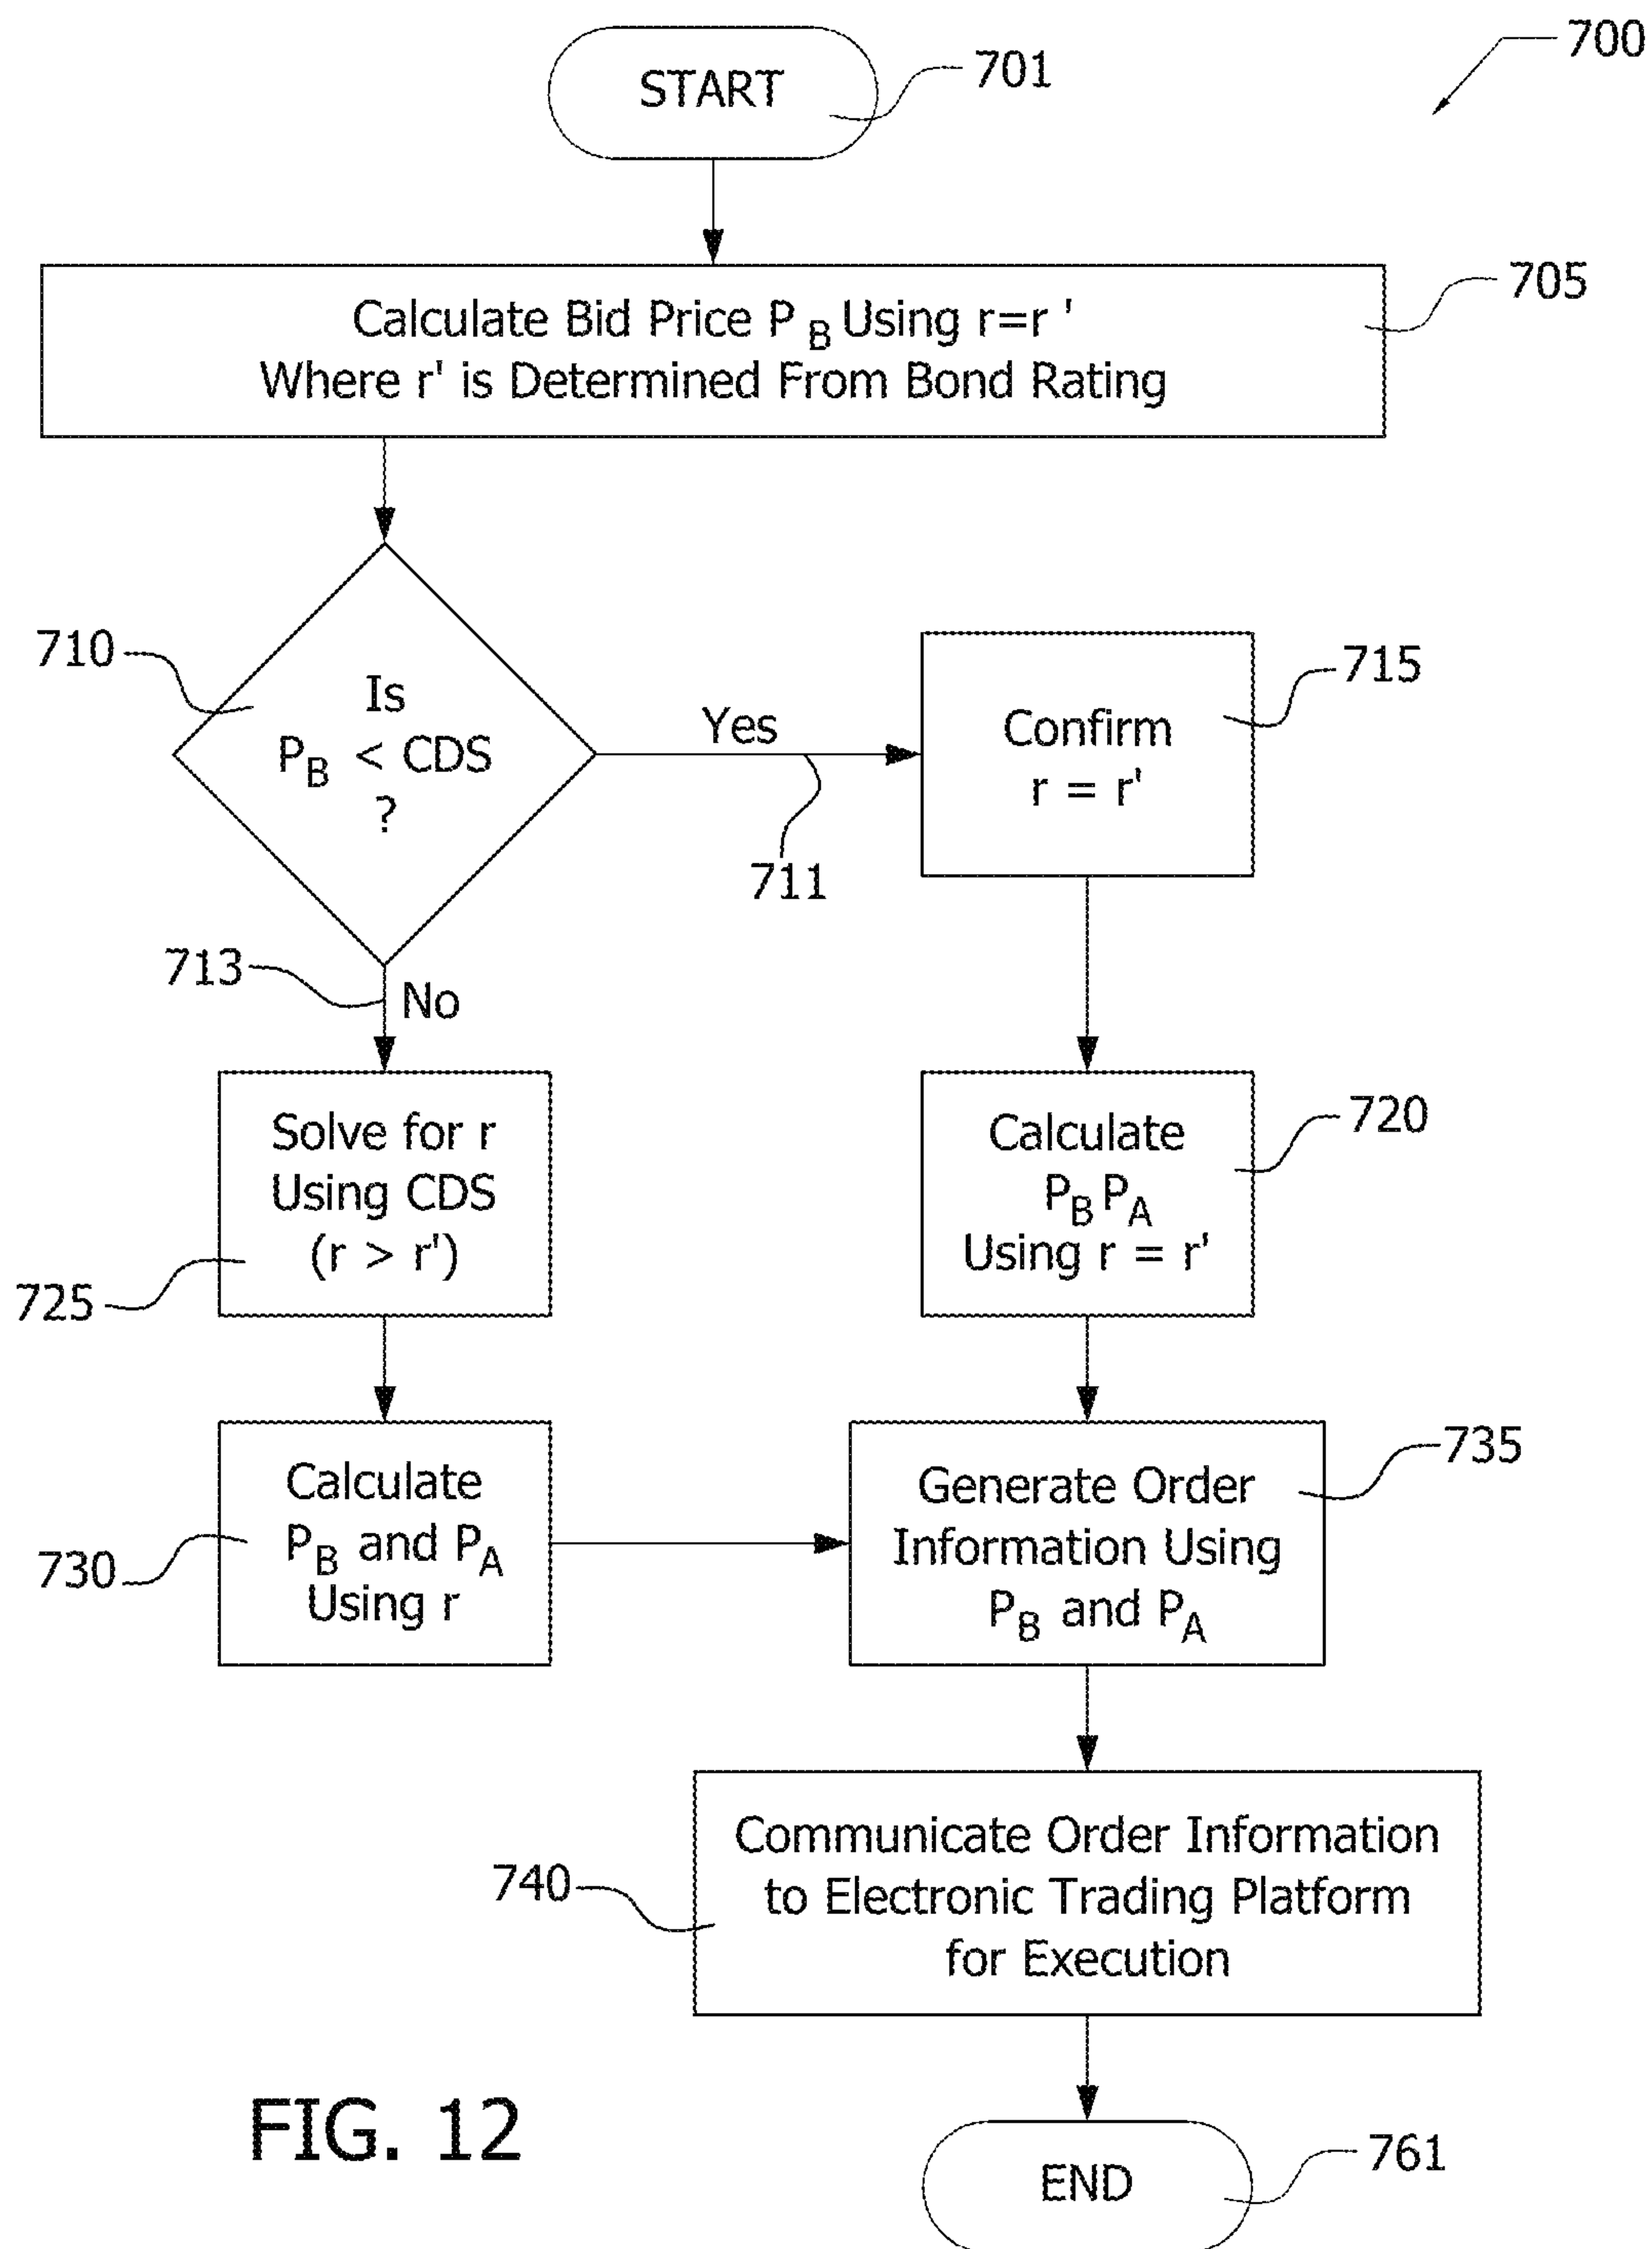 700
START
701
Calculate Bid Price P B Using r=r '
Where r' is Determined From Bond Rating
705
710
Is
PB < CDS
?
Yes
711
Confirm
r = r'
715
713
No
Solve for r
Using CDS
(r > r')
725
Calculate
PB PA
Using r = r'
720
Calculate
PB and PA
Using r
730
Generate Order
Information Using
PB and PA
735
Communicate Order Information
to Electronic Trading Platform
for Execution
740
FIG. 12
END
761